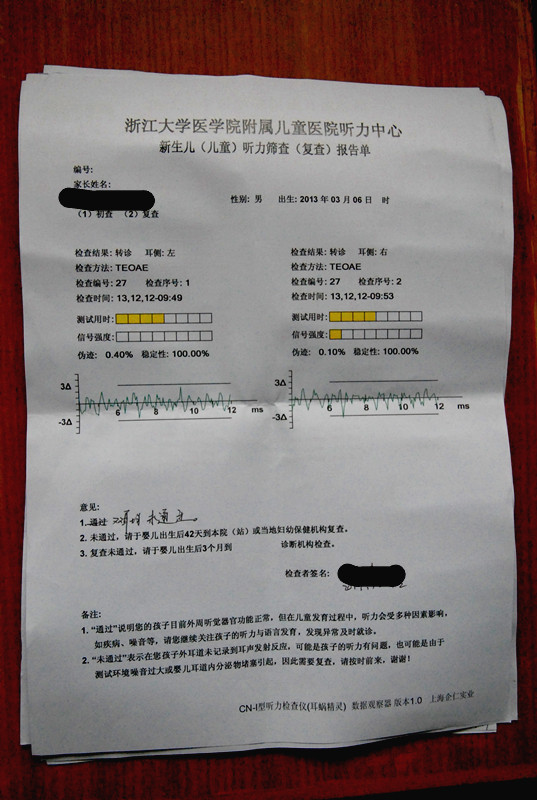 浙江大学医学院附属儿童医院听力中心
新生儿（儿童）听力筛查（复查）报告单
编号:
家长姓名:
性别: 男 出生: 2013 年 03 月 06 日 时
（1）初查 （2）复查
检查结果: 转诊 耳侧: 左
检查方法: TEOAE
检查编号: 27 检查序号: 1
检查时间: 13,12,12-09:49
测试用时:
信号强度:
伪迹: 0.40% 稳定性: 100.00%
3Δ
-3Δ
6 8 10 12 ms
检查结果: 转诊 耳侧: 右
检查方法: TEOAE
检查编号: 27 检查序号: 2
检查时间: 13,12,12-09:53
测试用时:
信号强度:
伪迹: 0.10% 稳定性: 100.00%
3Δ
-3Δ
6 8 10 12 ms
意见:
1. 通过 双耳均未通过。
2. 未通过，请于婴儿出生后42天到本院（站）或当地妇幼保健机构复查。
3. 复查未通过，请于婴儿出生后3个月到 诊断机构检查。
检查者签名:
备注:
1. “通过”说明您的孩子目前外周听觉器官功能正常，但在儿童发育过程中，听力会受多种因素影响，
如疾病、噪音等，请您继续关注孩子的听力与语言发育，发现异常及时就诊。
2. “未通过”表示在您孩子外耳道未记录到耳声发射反应，可能是孩子的听力有问题，也可能是由于
测试环境噪音过大或婴儿耳道内分泌物堵塞引起，因此需要复查，请按时前来，谢谢！
CN-I型听力检查仪(耳蜗精灵) 数据观察器 版本1.0 上海企仁实业